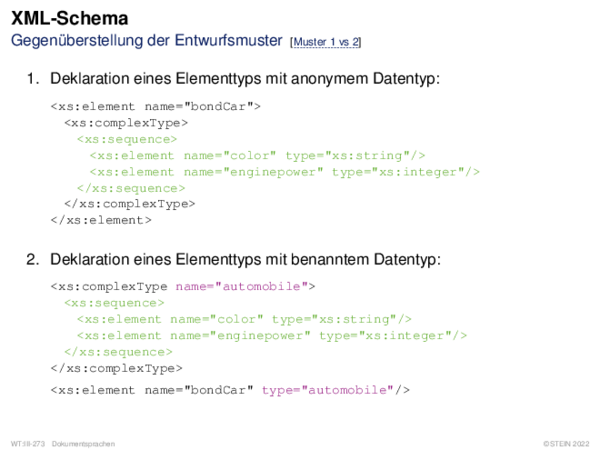 XML-Schema
Gegenüberstellung der Entwurfsmuster [Muster 1 vs 2]
1. Deklaration eines Elementtyps mit anonymem Datentyp:
<xs:element name="bondCar">
<xs:complexType>
<xs:sequence>
<xs:element name="color" type="xs:string"/>
<xs:element name="enginepower" type="xs:integer"/>
</xs:sequence>
</xs:complexType>
</xs:element>
2. Deklaration eines Elementtyps mit benanntem Datentyp:
<xs:complexType name="automobile">
<xs:sequence>
<xs:element name="color" type="xs:string"/>
<xs:element name="enginepower" type="xs:integer"/>
</xs:sequence>
</xs:complexType>
<xs:element name="bondCar" type="automobile"/>
WT:III-273 Dokumentsprachen
©STEIN 2022